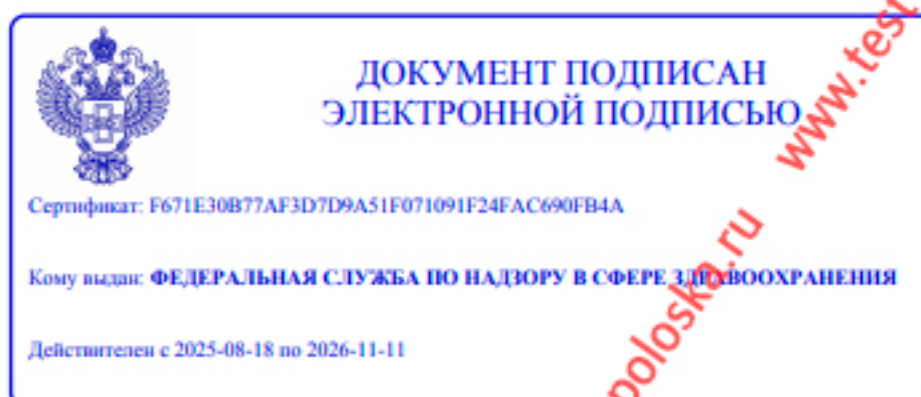 ДОКУМЕНТ ПОДПИСАН
ЭЛЕКТРОННОЙ ПОДПИСЬЮ
Сертификат: F671E30B77AF3D7D9A51F071091F24FAC690FB4A
Кому выдан: ФЕДЕРАЛЬНАЯ СЛУЖБА ПО НАДЗОРУ В СФЕРЕ ЗДРАВООХРАНЕНИЯ
Действителен с 2025-08-18 по 2026-11-11
www.test
poloska.ru